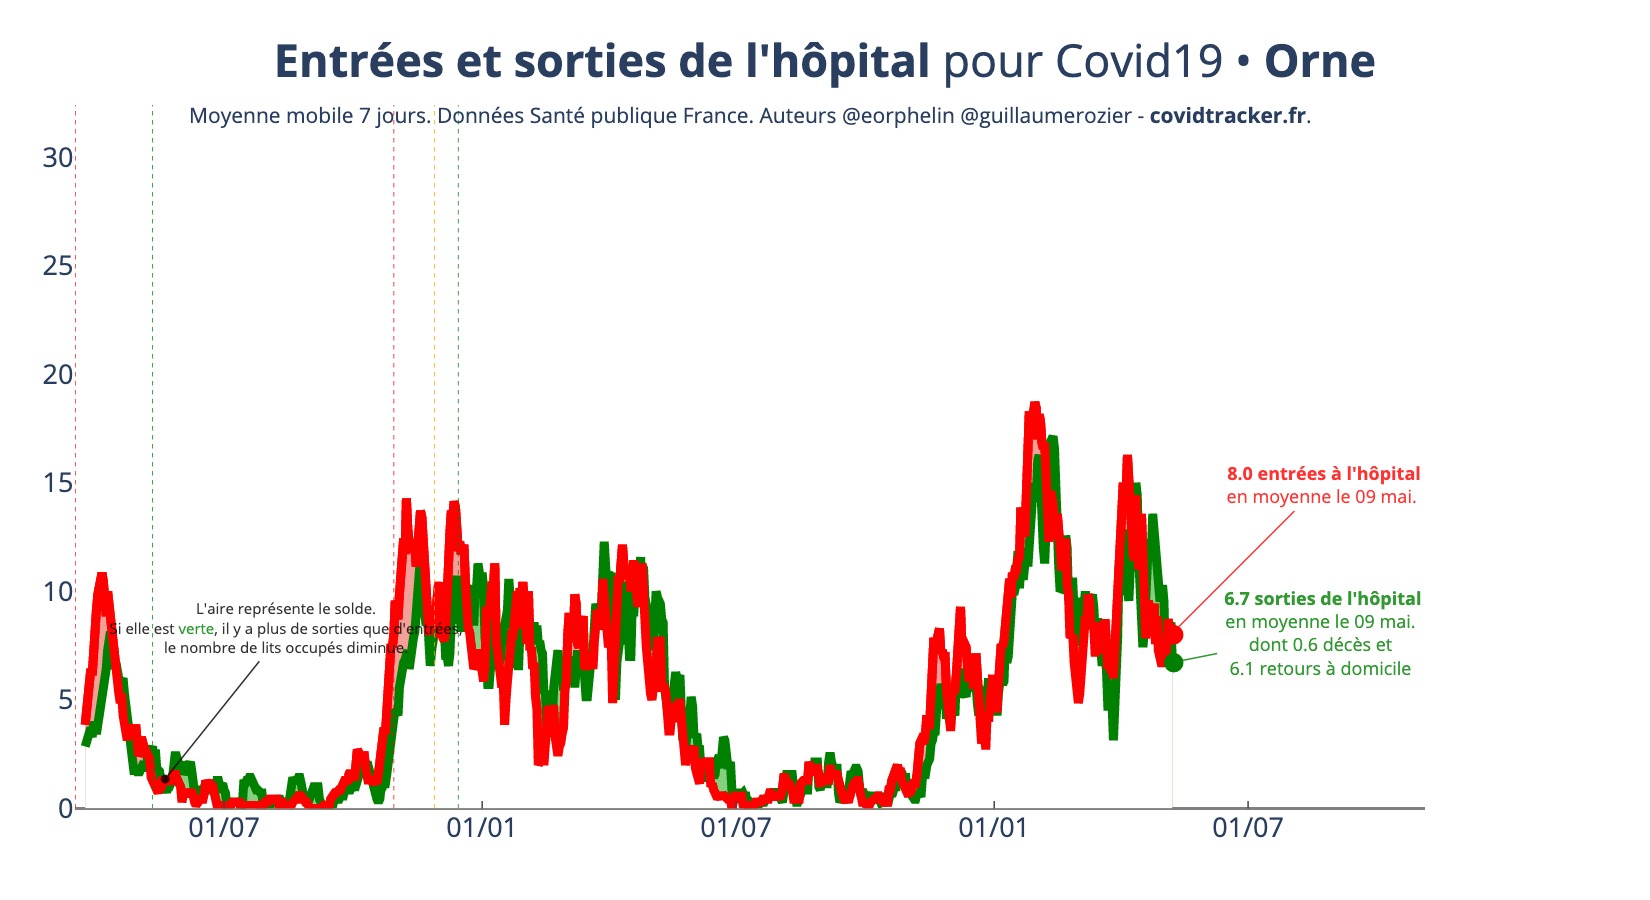 Entrées et sorties de l'hôpital pour Covid19 • Orne
Moyenne mobile 7 jours. Données Santé publique France. Auteurs @eorphelin @guillaumerozier - covidtracker.fr.
30
25
20
15
10
5
0
L'aire représente le solde.
Si elle est verte, il y a plus de sorties que d'entrées,
le nombre de lits occupés diminue.
8.0 entrées à l'hôpital
en moyenne le 09 mai.
6.7 sorties de l'hôpital
en moyenne le 09 mai.
dont 0.6 décès et
6.1 retours à domicile
01/07
01/01
01/07
01/01
01/07